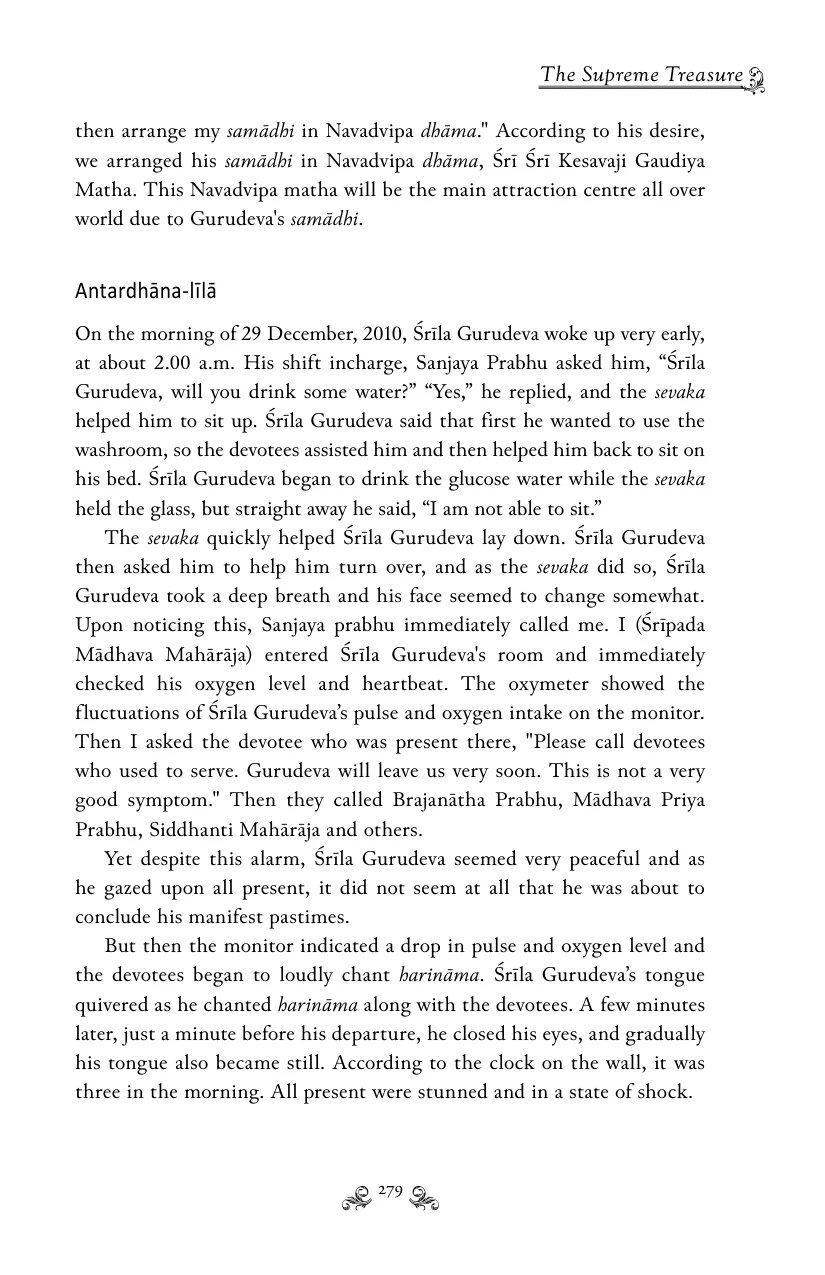 The Supreme Treasure
then arrange my samādhi in Navadvipa dhāma." According to his desire,
we arranged his samādhi in Navadvipa dhāma, Śrī Śrī Kesavaji Gaudiya
Matha. This Navadvipa matha will be the main attraction centre all over
world due to Gurudeva's samādhi.
Antardhāna-līlā
On the morning of 29 December, 2010, Śrīla Gurudeva woke up very early,
at about 2.00 a.m. His shift incharge, Sanjaya Prabhu asked him, “Śrīla
Gurudeva, will you drink some water?” “Yes,” he replied, and the sevaka
helped him to sit up. Śrīla Gurudeva said that first he wanted to use the
washroom, so the devotees assisted him and then helped him back to sit on
his bed. Śrīla Gurudeva began to drink the glucose water while the sevaka
held the glass, but straight away he said, “I am not able to sit.”
The sevaka quickly helped Śrīla Gurudeva lay down. Śrīla Gurudeva
then asked him to help him turn over, and as the sevaka did so, Śrīla
Gurudeva took a deep breath and his face seemed to change somewhat.
Upon noticing this, Sanjaya prabhu immediately called me. I (Śrīpada
Mādhava Mahārāja) entered Śrīla Gurudeva's room and immediately
checked his oxygen level and heartbeat. The oxymeter showed the
fluctuations of Śrīla Gurudeva’s pulse and oxygen intake on the monitor.
Then I asked the devotee who was present there, "Please call devotees
who used to serve. Gurudeva will leave us very soon. This is not a very
good symptom." Then they called Brajanātha Prabhu, Mādhava Priya
Prabhu, Siddhanti Mahārāja and others.
Yet despite this alarm, Śrīla Gurudeva seemed very peaceful and as
he gazed upon all present, it did not seem at all that he was about to
conclude his manifest pastimes.
But then the monitor indicated a drop in pulse and oxygen level and
the devotees began to loudly chant harināma. Śrīla Gurudeva’s tongue
quivered as he chanted harināma along with the devotees. A few minutes
later, just a minute before his departure, he closed his eyes, and gradually
his tongue also became still. According to the clock on the wall, it was
three in the morning. All present were stunned and in a state of shock.
279